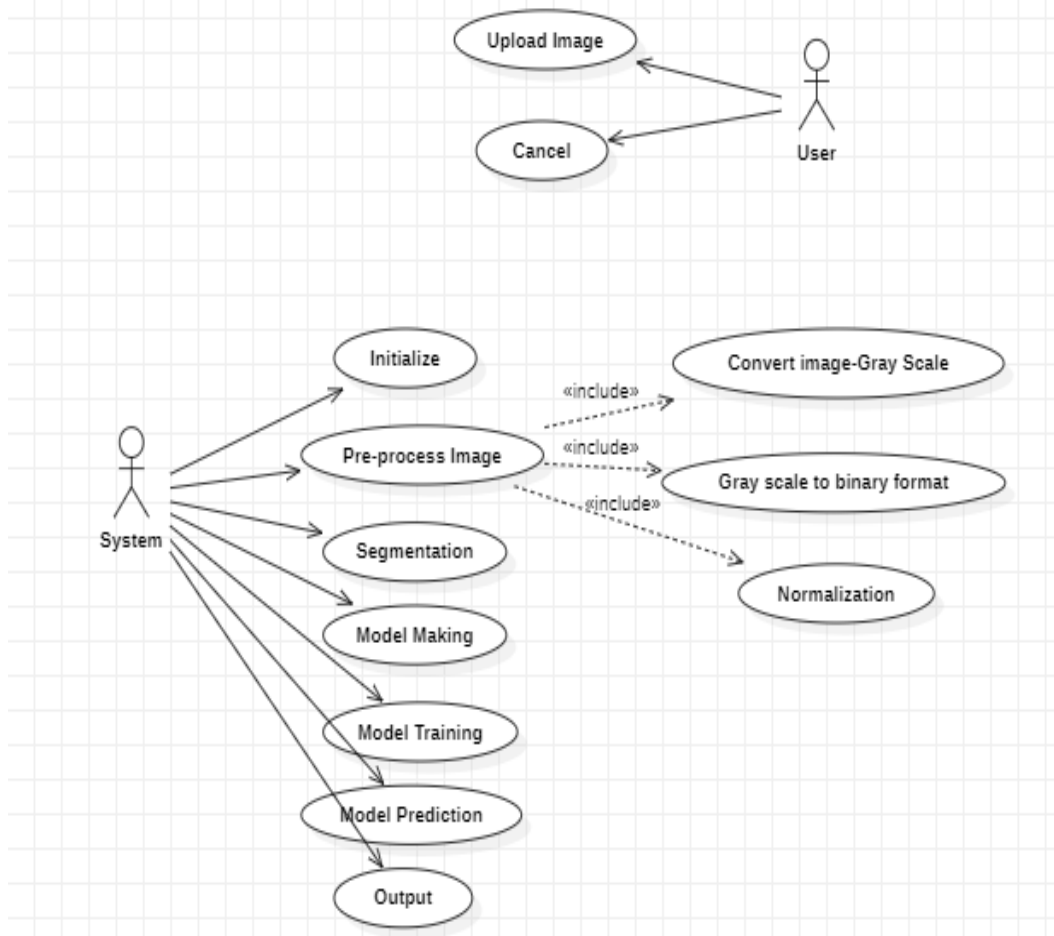 Upload Image
Cancel
User
Initialize
Convert image-Gray Scale
«include»
Pre-process Image
«include»
Gray scale to binary format
«include»
System
Segmentation
Normalization
Model Making
Model Training
Model Prediction
Output